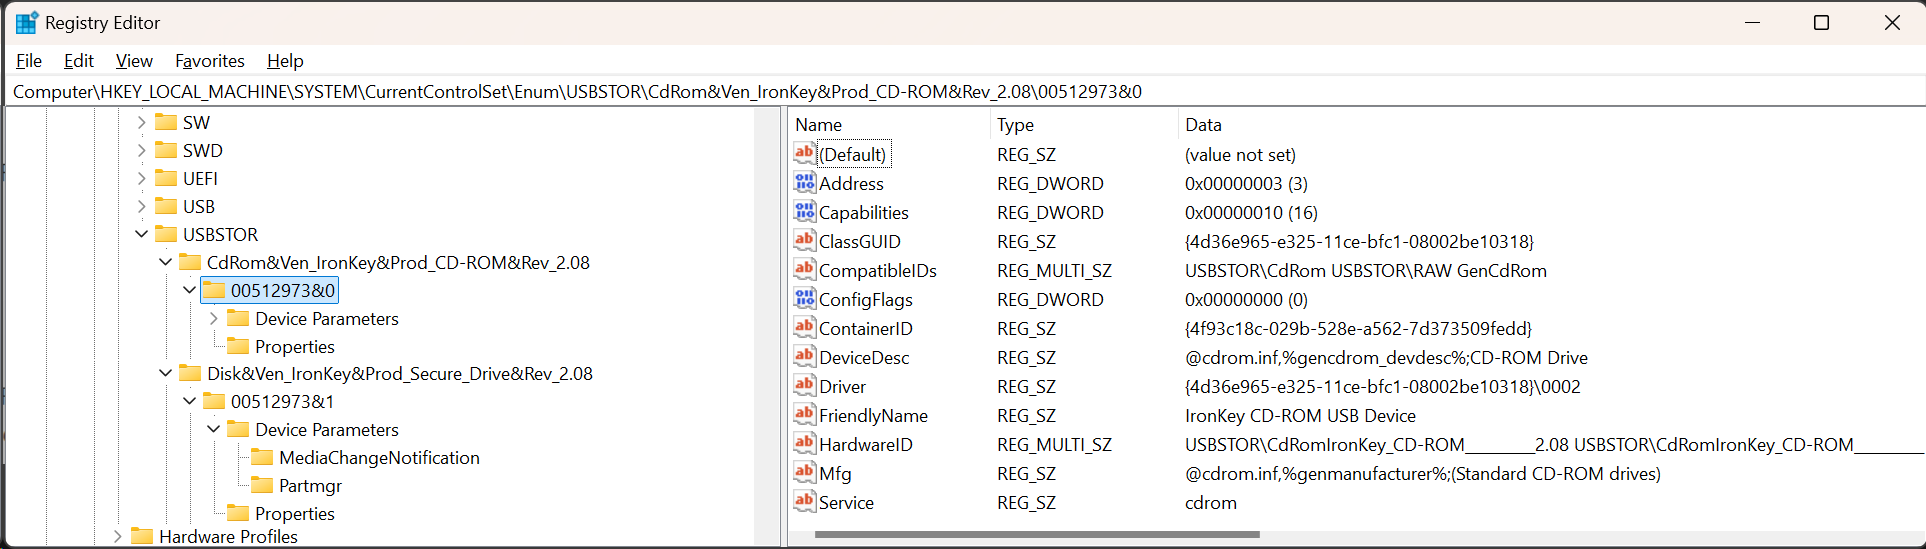 Registry Editor
File Edit View Favorites Help
Computer\HKEY_LOCAL_MACHINE\SYSTEM\CurrentControlSet\Enum\USBSTOR\CdRom&Ven_IronKey&Prod_CD-ROM&Rev_2.08\00512973&0
SW
SWD
UEFI
USB
USBSTOR
CdRom&Ven_IronKey&Prod_CD-ROM&Rev_2.08
00512973&0
Device Parameters
Properties
Disk&Ven_IronKey&Prod_Secure_Drive&Rev_2.08
00512973&1
Device Parameters
MediaChangeNotification
Partmgr
Properties
Hardware Profiles
Name Type Data
(Default) REG_SZ (value not set)
Address REG_DWORD 0x00000003 (3)
Capabilities REG_DWORD 0x00000010 (16)
ClassGUID REG_SZ {4d36e965-e325-11ce-bfc1-08002be10318}
CompatibleIDs REG_MULTI_SZ USBSTOR\CdRom USBSTOR\RAW GenCdRom
ConfigFlags REG_DWORD 0x00000000 (0)
ContainerID REG_SZ {4f93c18c-029b-528e-a562-7d373509fedd}
DeviceDesc REG_SZ @cdrom.inf,%gencdrom_devdesc%;CD-ROM Drive
Driver REG_SZ {4d36e965-e325-11ce-bfc1-08002be10318}\0002
FriendlyName REG_SZ IronKey CD-ROM USB Device
HardwareID REG_MULTI_SZ USBSTOR\CdRomIronKey_CD-ROM__________2.08 USBSTOR\CdRomIronKey_CD-ROM__________
Mfg REG_SZ @cdrom.inf,%genmanufacturer%;(Standard CD-ROM drives)
Service REG_SZ cdrom